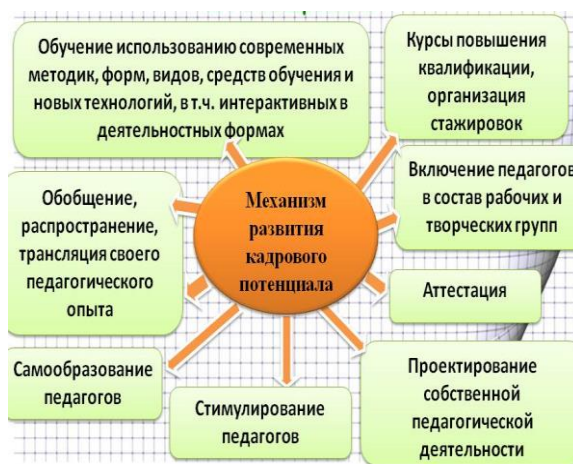 Обучение использованию современных
методик, форм, видов, средств обучения и
новых технологий, в т.ч. интерактивных в
деятельностных формах
Курсы повышения
квалификации,
организация
стажировок
Обобщение,
распространение,
трансляция своего
педагогического
опыта
Механизм
развития
кадрового
потенциала
Включение педагогов
в состав рабочих и
творческих групп
Аттестация
Самообразование
педагогов
Стимулирование
педагогов
Проектирование
собственной
педагогической
деятельности